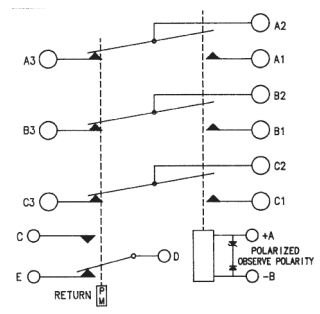 A2
A3
A1
B2
B3
B1
C2
C3
C1
C
+A
D
POLARIZED
OBSERVE POLARITY
E
-B
RETURN
P
M